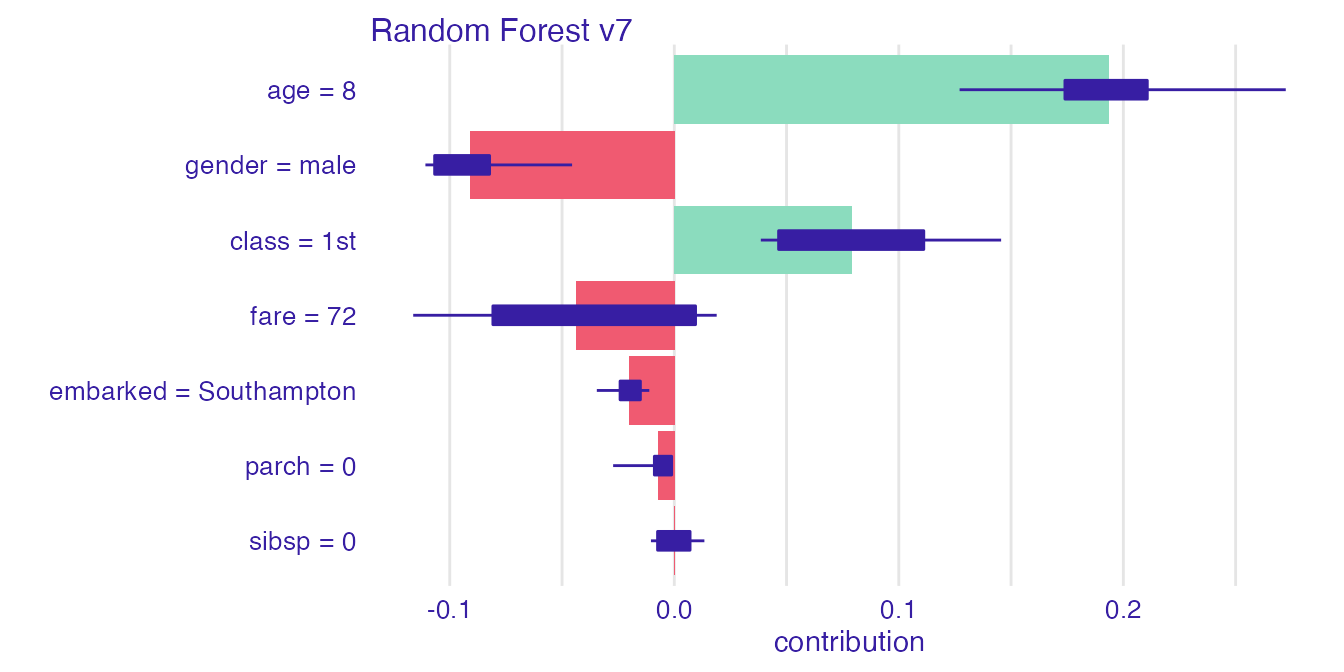 Random Forest v7
age = 8
gender = male
class = 1st
fare = 72
embarked = Southampton
parch = 0
sibsp = 0
-0.1 0.0 0.1 0.2
contribution